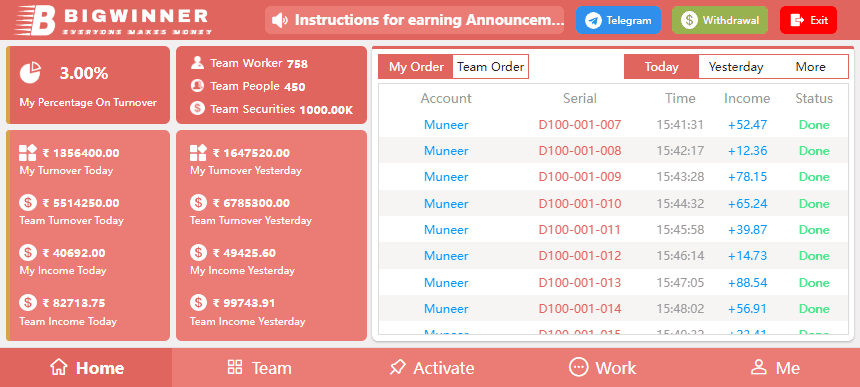 BIGWINNER
EVERYONE MAKES MONEY
Instructions for earning Announcem...
Telegram
Withdrawal
Exit
3.00%
My Percentage On Turnover
Team Worker 758
Team People 450
Team Securities 1000.00K
₹ 1356400.00
My Turnover Today
₹ 5514250.00
Team Turnover Today
₹ 40692.00
My Income Today
₹ 82713.75
Team Income Today
₹ 1647520.00
My Turnover Yesterday
₹ 6785300.00
Team Turnover Yesterday
₹ 49425.60
My Income Yesterday
₹ 99743.91
Team Income Yesterday
My Order Team Order Today Yesterday More
Account Serial Time Income Status
Muneer D100-001-007 15:41:31 +52.47 Done
Muneer D100-001-008 15:42:17 +12.36 Done
Muneer D100-001-009 15:43:28 +78.15 Done
Muneer D100-001-010 15:44:32 +65.24 Done
Muneer D100-001-011 15:45:58 +39.87 Done
Muneer D100-001-012 15:46:14 +14.73 Done
Muneer D100-001-013 15:47:05 +88.54 Done
Muneer D100-001-014 15:48:02 +56.91 Done
Muneer D100-001-015 Done
Home Team Activate Work Me